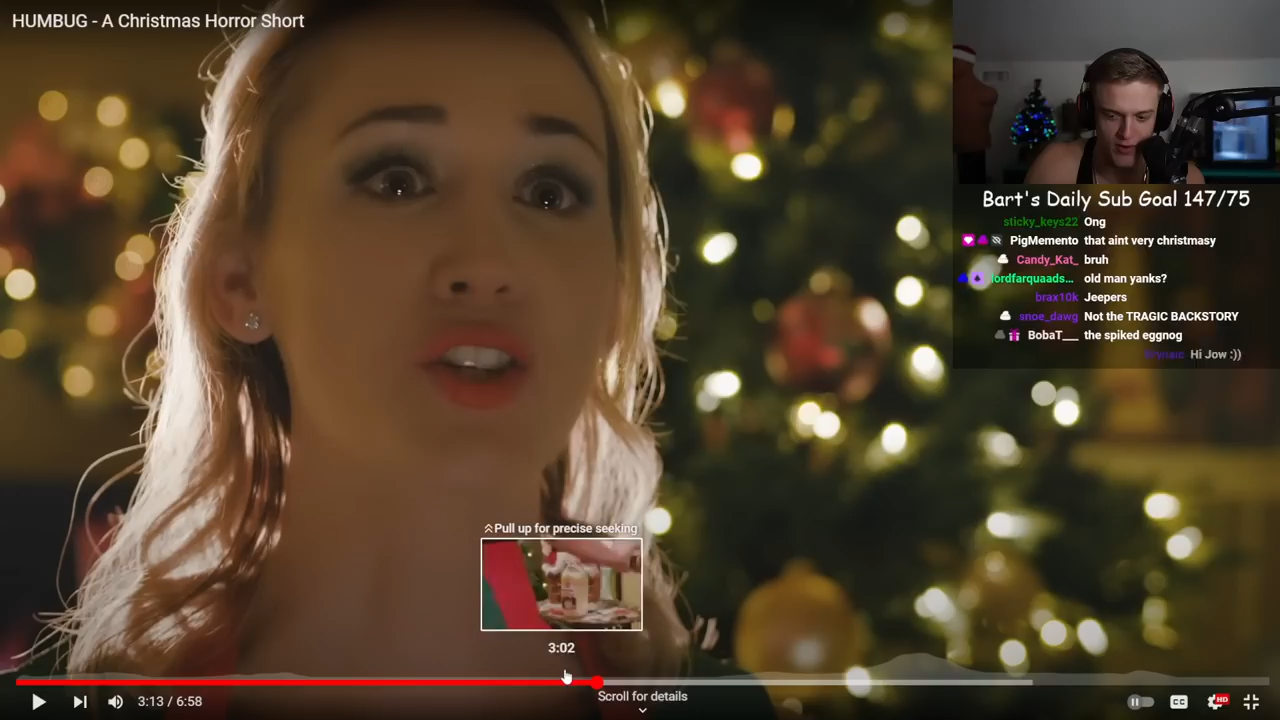 HUMBUG - A Christmas Horror Short
Bart's Daily Sub Goal 147/75
sticky_keys22 Ong
PigMemento that aint very christmasy
Candy_Kat_ bruh
lordfarquaads... old man yanks?
brax10k Jeepers
snoe_dawg Not the TRAGIC BACKSTORY
BobaT___ the spiked eggnog
Hi Jow :))
Pull up for precise seeking
3:02
3:13 / 6:58
Scroll for details
CC
HD